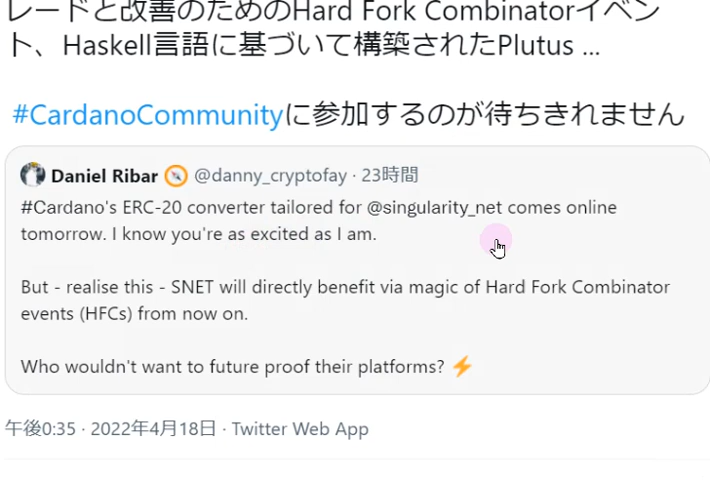 レードと改善のためのHard Fork Combinatorイベン
ト、Haskell言語に基づいて構築されたPlutus ...
#CardanoCommunityに参加するのが待ちきれません
Daniel Ribar @danny_cryptofay · 23時間
#Cardano's ERC-20 converter tailored for @singularity_net comes online
tomorrow. I know you're as excited as I am.
But - realise this - SNET will directly benefit via magic of Hard Fork Combinator
events (HFCs) from now on.
Who wouldn't want to future proof their platforms? ⚡
午後0:35 · 2022年4月18日 · Twitter Web App